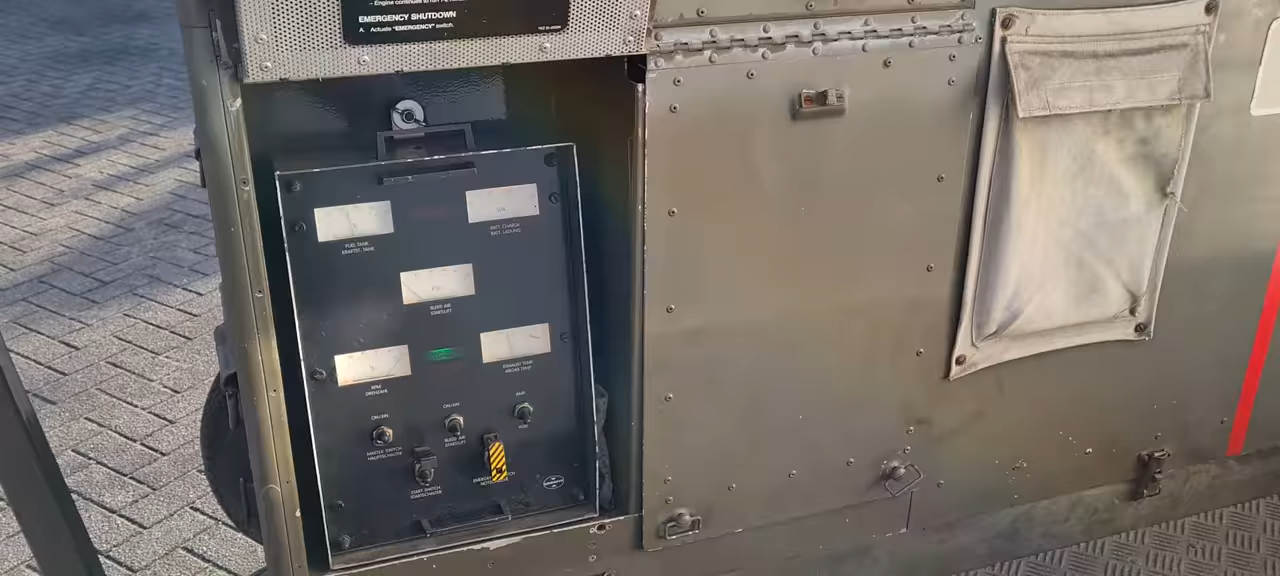 EMERGENCY SHUTDOWN
A. Actuate "EMERGENCY" switch.
FUEL TANK
KRAFTST. TANK
BATT. CHARGE
BATT. LADUNG
BLEED AIR
STARTLUFT
RPM
DREHZAHL
EXHAUST TEMP.
ABGAS TEMP.
ON/EIN
ON/EIN
AMP
MASTER SWITCH
HAUPTSCHALTER
BLEED AIR
STARTLUFT
START SWITCH
STARTSCHALTER